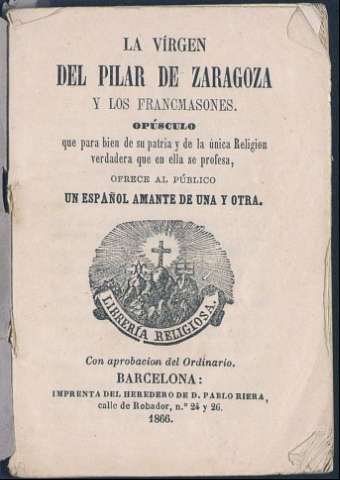 LA VÍRGEN
DEL PILAR DE ZARAGOZA
Y LOS FRANCMASONES.
OPÚSCULO
que para bien de su patria y de la única Religion
verdadera que en ella se profesa,
OFRECE AL PÚBLICO
UN ESPAÑOL AMANTE DE UNA Y OTRA.
LIBRERÍA RELIGIOSA.
Con aprobacion del Ordinario.
BARCELONA:
IMPRENTA DEL HEREDERO DE D. PABLO RIERA,
calle de Robador, n.º 24 y 26.
1866.